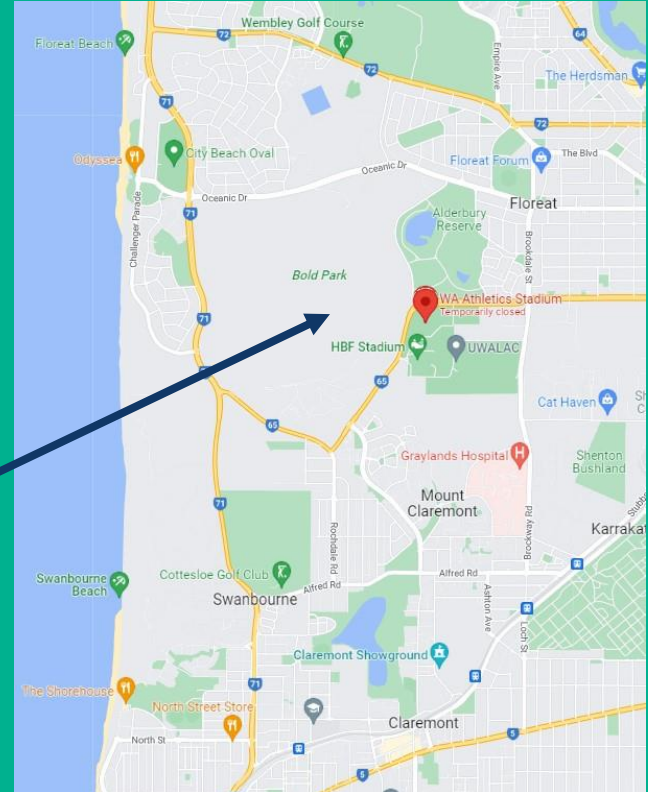 Wembley Golf Course
72
64
Floreat Beach
Empire Ave
The Herdsman
72
71
72
City Beach Oval
Odyssea
Floreat Forum
The Blvd
Oceanic Dr
Oceanic Dr
Floreat
Challenger Parade
71
Alderbury
Reserve
Brookdale St
Bold Park
WA Athletics Stadium
Temporarily closed
71
HBF Stadium
UWALAC
65
Cat Haven
65
Graylands Hospital
H
Shenton
Bushland
71
Mount
Claremont
Rochdale Rd
Brockway Rd
Karrakat
Swanbourne
Beach
Cottesloe Golf Club
Alfred Rd
Alfred Rd
Swanbourne
Ashton Ave
Loch St
Claremont Showground
The Shorehouse
71
North Street Store
Claremont
North St
5
5